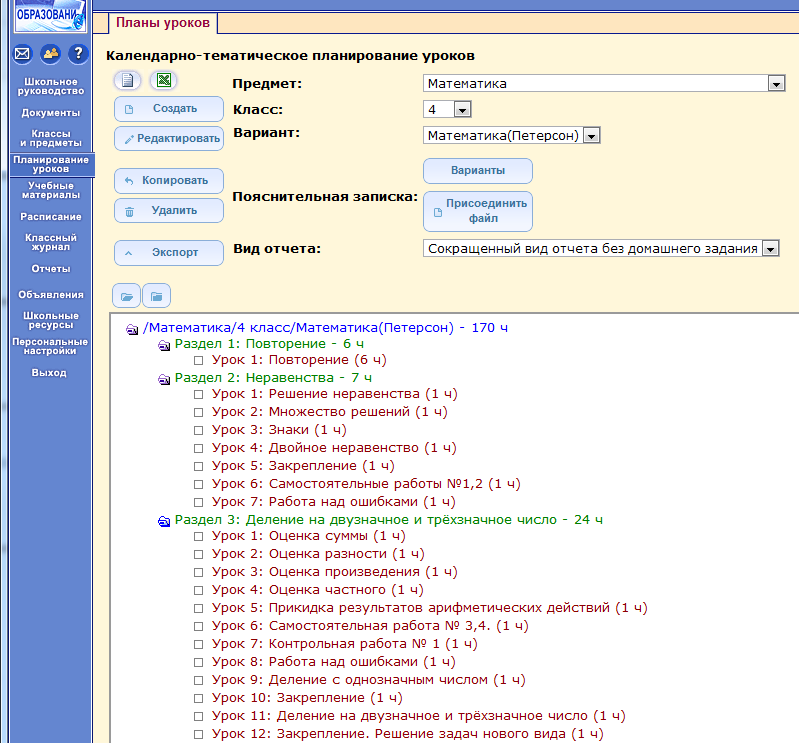 ОБРАЗОВАНИ
Планы уроков
Школьное
руководство
Документы
Классы
и предметы
Планирование
уроков
Учебные
материалы
Расписание
Классный
журнал
Отчеты
Объявления
Школьные
ресурсы
Персональные
настройки
Выход
Календарно-тематическое планирование уроков
Создать
Редактировать
Копировать
Удалить
Экспорт
Предмет: Математика
Класс: 4
Вариант: Математика(Петерсон)
Варианты
Пояснительная записка:
Присоединить
файл
Вид отчета: Сокращенный вид отчета без домашнего задания
/Математика/4 класс/Математика(Петерсон) - 170 ч
Раздел 1: Повторение - 6 ч
Урок 1: Повторение (6 ч)
Раздел 2: Неравенства - 7 ч
Урок 1: Решение неравенства (1 ч)
Урок 2: Множество решений (1 ч)
Урок 3: Знаки (1 ч)
Урок 4: Двойное неравенство (1 ч)
Урок 5: Закрепление (1 ч)
Урок 6: Самостоятельные работы №1,2 (1 ч)
Урок 7: Работа над ошибками (1 ч)
Раздел 3: Деление на двузначное и трёхзначное число - 24 ч
Урок 1: Оценка суммы (1 ч)
Урок 2: Оценка разности (1 ч)
Урок 3: Оценка произведения (1 ч)
Урок 4: Оценка частного (1 ч)
Урок 5: Прикидка результатов арифметических действий (1 ч)
Урок 6: Самостоятельная работа № 3,4. (1 ч)
Урок 7: Контрольная работа № 1 (1 ч)
Урок 8: Работа над ошибками (1 ч)
Урок 9: Деление с однозначным числом (1 ч)
Урок 10: Закрепление (1 ч)
Урок 11: Деление на двузначное и трёхзначное число (1 ч)
Урок 12: Закрепление. Решение задач нового вида (1 ч)